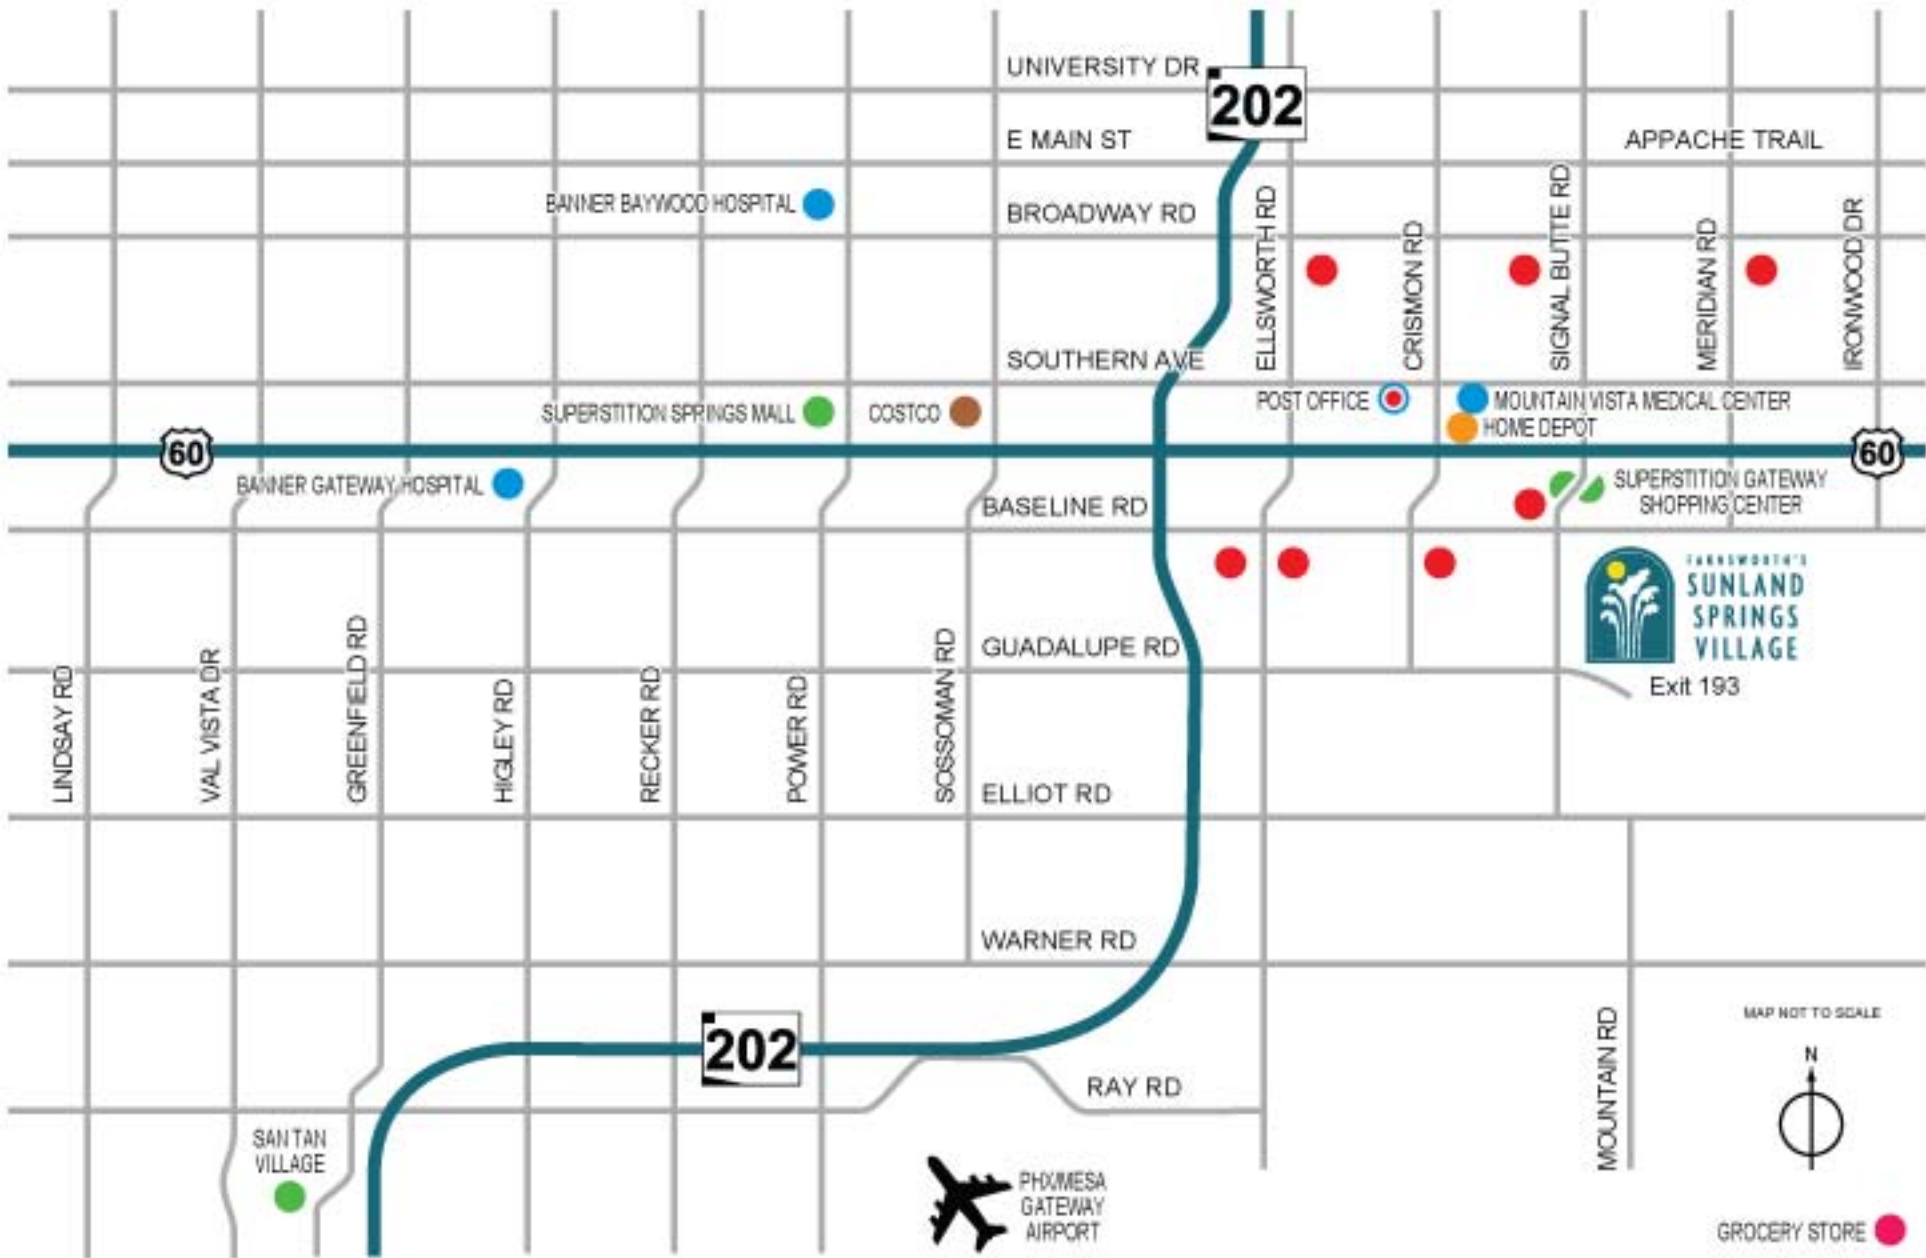 UNIVERSITY DR
202
E MAIN ST
APPACHE TRAIL
BANNER BAYWOOD HOSPITAL
BROADWAY RD
ELLSWORTH RD
CRISMON RD
SIGNAL BUTTE RD
MERIDIAN RD
IRONWOOD DR
SOUTHERN AVE
SUPERSTITION SPRINGS MALL
COSTCO
POST OFFICE
MOUNTAIN VISTA MEDICAL CENTER
HOME DEPOT
60
60
BANNER GATEWAY HOSPITAL
BASELINE RD
SUPERSTITION GATEWAY
SHOPPING CENTER
FARNSWORTH'S
SUNLAND
SPRINGS
VILLAGE
Exit 193
GUADALUPE RD
LINDSAY RD
VAL VISTA DR
GREENFIELD RD
HIGLEY RD
RECKER RD
POWER RD
SOSSOMAN RD
ELLIOT RD
WARNER RD
202
RAY RD
MOUNTAIN RD
MAP NOT TO SCALE
N
SAN TAN
VILLAGE
PHX/MESA
GATEWAY
AIRPORT
GROCERY STORE